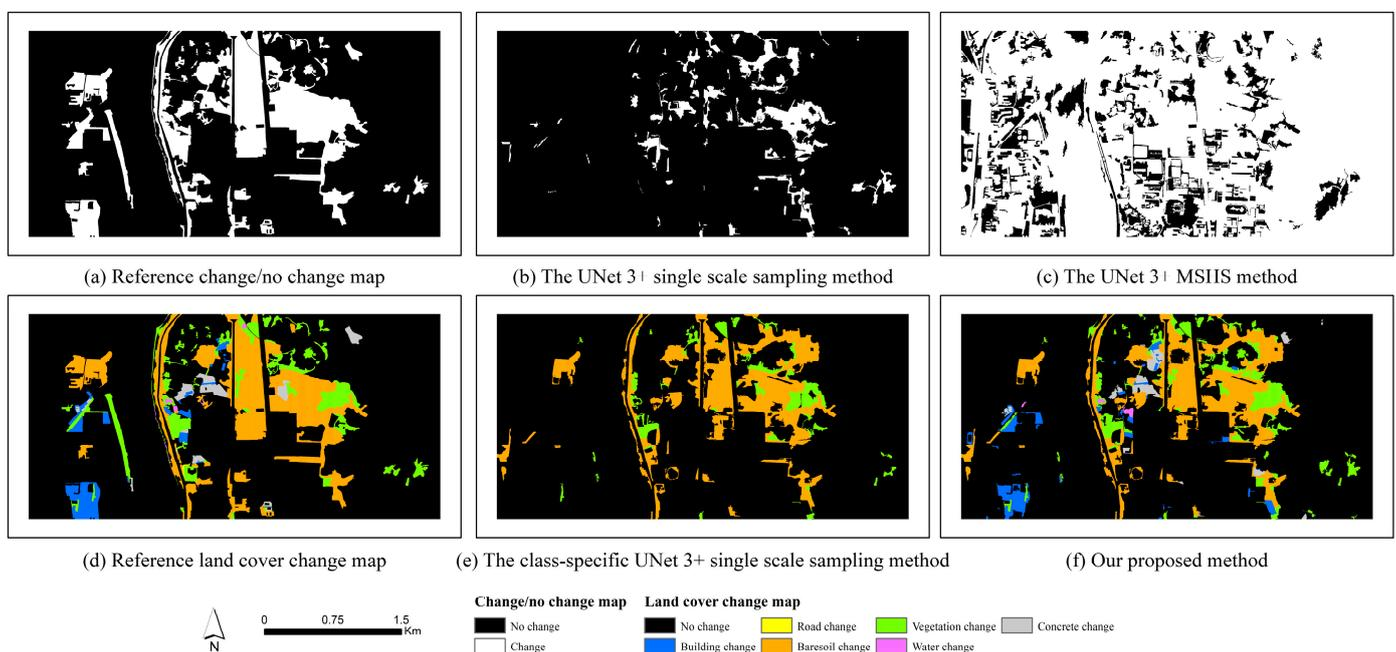 (a) Reference change/no change map
(b) The UNet 3+ single scale sampling method
(c) The UNet 3+ MSIIS method
(d) Reference land cover change map
(e) The class-specific UNet 3+ single scale sampling method
(f) Our proposed method
N
0 0.75 1.5
Km
Change/no change map
No change
Change
Land cover change map
No change
Road change
Vegetation change
Concrete change
Building change
Baresoil change
Water change